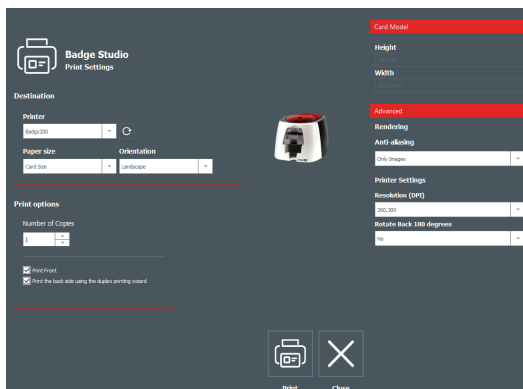 Badge Studio
Print Settings
Destination
Printer
Badgy200
Paper size
Orientation
Card Size
Landscape
Print options
Number of Copies
1
Print Front
Print the back side using the duplex printing wizard
Print
Close
Card Model
Height
Width
Advanced
Rendering
Anti-aliasing
Only Images
Printer Settings
Resolution (DPI)
260,300
Rotate Back 180 degrees
No